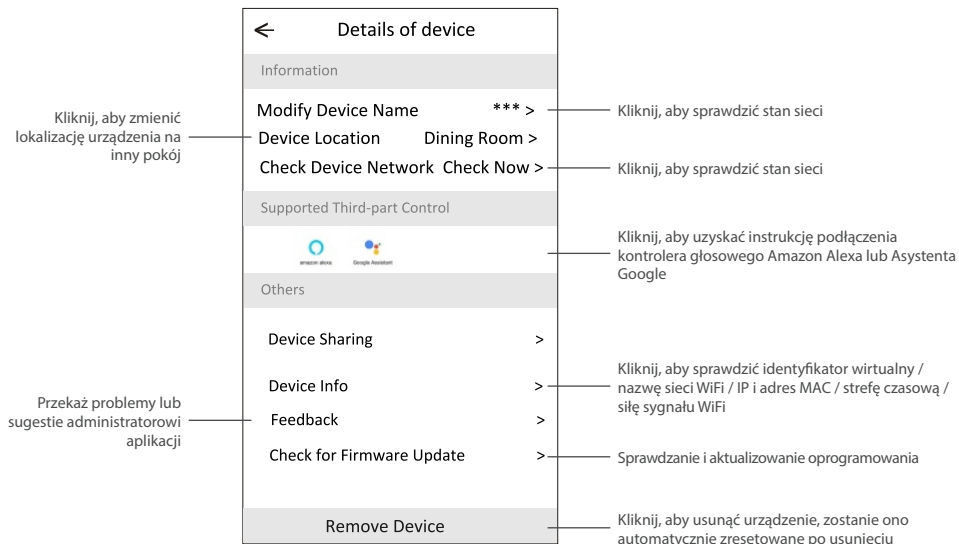 Details of device
Information
Modify Device Name *** >
Device Location Dining Room >
Check Device Network Check Now >
Supported Third-part Control
amazon alexa Google Assistant
Others
Device Sharing >
Device Info >
Feedback >
Check for Firmware Update >
Remove Device
Kliknij, aby zmienić
lokalizację urządzenia na
inny pokój
Przekaż problemy lub
sugestie administratorowi
aplikacji
Kliknij, aby sprawdzić stan sieci
Kliknij, aby sprawdzić stan sieci
Kliknij, aby uzyskać instrukcję podłączenia
kontrolera głosowego Amazon Alexa lub Asystenta
Google
Kliknij, aby sprawdzić identyfikator wirtualny /
nazwę sieci WiFi / IP i adres MAC / strefę czasową /
siłę sygnału WiFi
Sprawdzanie i aktualizowanie oprogramowania
Kliknij, aby usunąć urządzenie, zostanie ono
automatycznie zresetowane po usunięciu